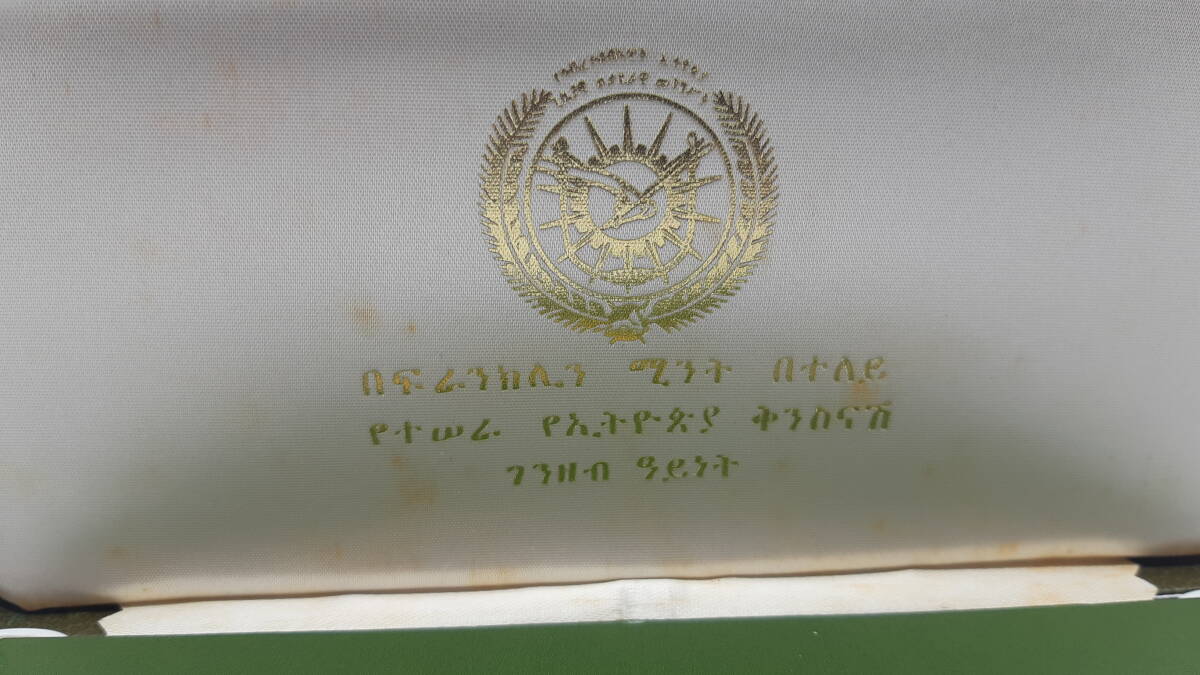 በፍራንክሊን ሚንት በተለይ
የተሠራ የኢትዮጵያ ቅንስናሽ
ገንዘብ ዓይነት